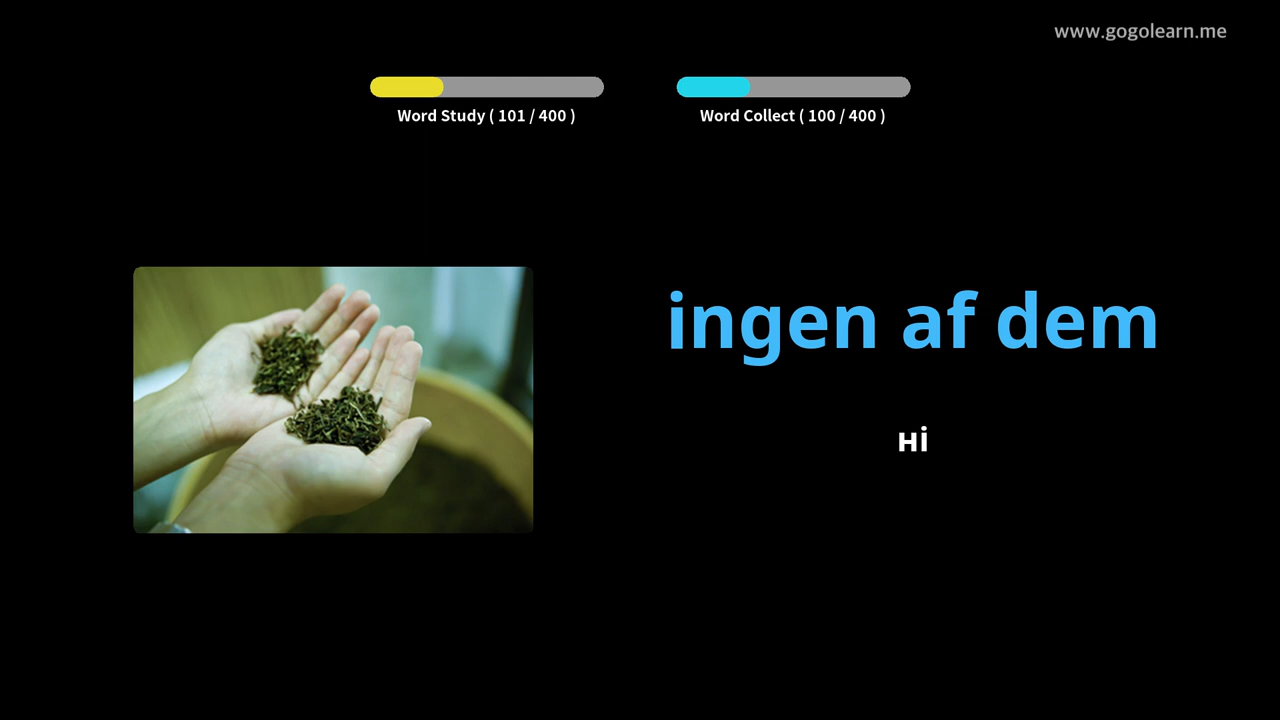 www.gogolearn.me
Word Study ( 101 / 400 )
Word Collect ( 100 / 400 )
ingen af dem
ні